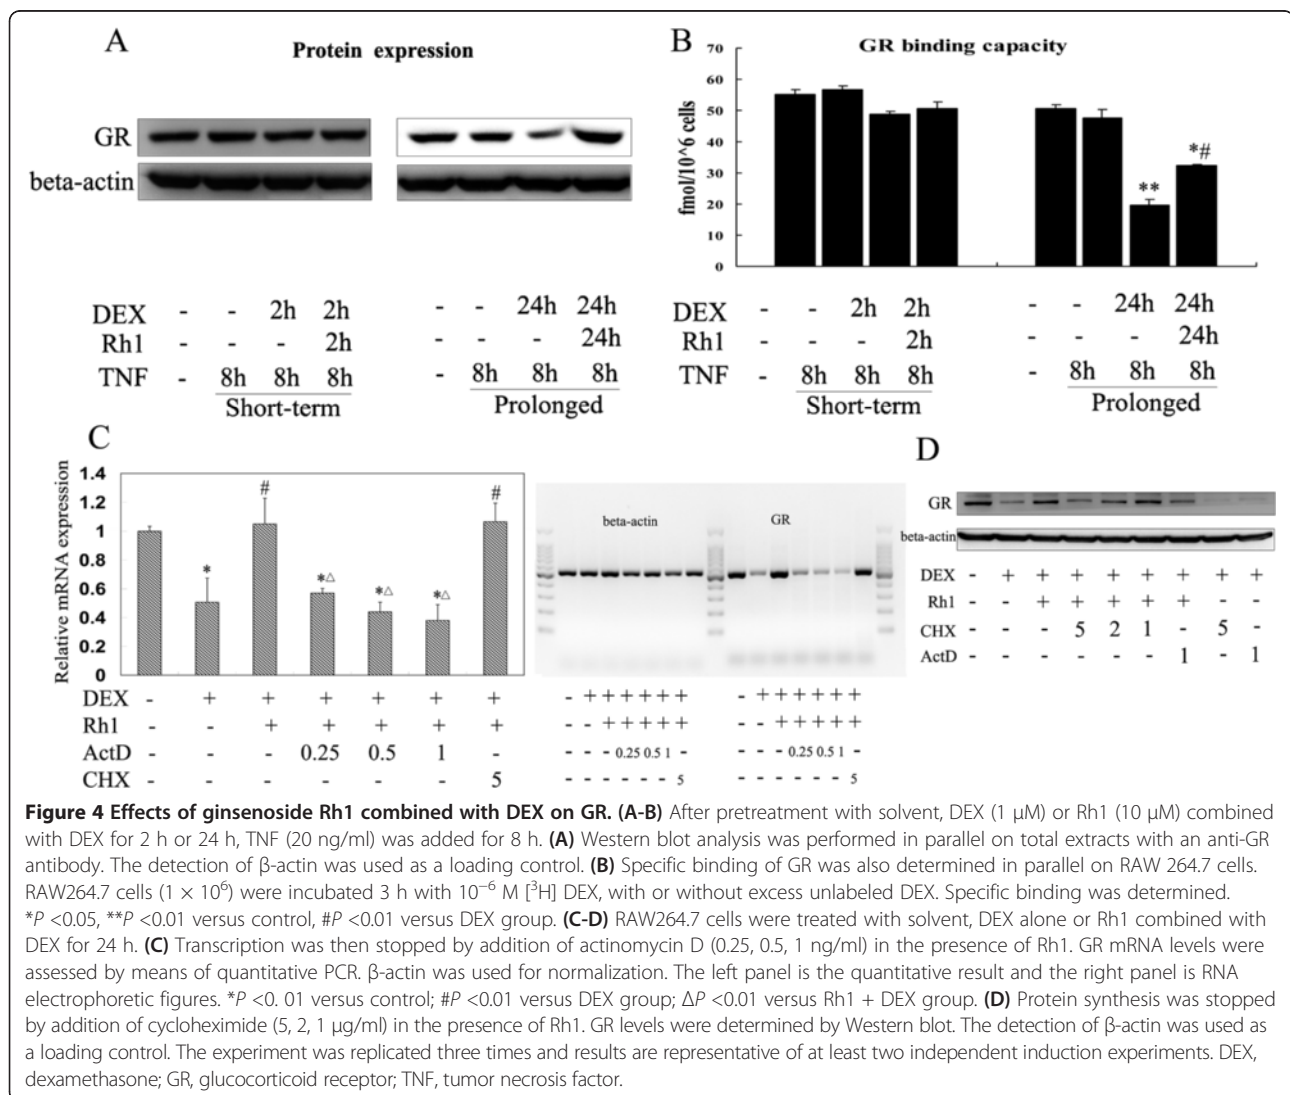 A
Protein expression
GR
beta-actin
DEX - - 2h 2h - - 24h 24h
Rh1 - - - 2h - - - 24h
TNF - 8h 8h 8h - 8h 8h 8h
Short-term Prolonged
B
GR binding capacity
fmol/10^6 cells
70
60
50
40
30
20
10
0
**
*#
DEX - - 2h 2h - - 24h 24h
Rh1 - - - 2h - - - 24h
TNF - 8h 8h 8h - 8h 8h 8h
Short-term Prolonged
C
Relative mRNA expression
1.4
1.2
1
0.8
0.6
0.4
0.2
0
*
#
*△
*△
*△
#
DEX - + + + + + +
Rh1 - - + + + + +
ActD - - - 0.25 0.5 1 -
CHX - - - - - - 5
beta-actin GR
- + + + + + + - + + + + + +
- - + + + + + - - + + + + +
- - - 0.25 0.5 1 - - - - 0.25 0.5 1 -
- - - - - - 5 - - - - - - 5
D
GR
beta-actin
DEX - + + + + + + + +
Rh1 - - + + + + + - -
CHX - - - 5 2 1 - 5 -
ActD - - - - - - 1 - 1
Figure 4 Effects of ginsenoside Rh1 combined with DEX on GR. (A-B) After pretreatment with solvent, DEX (1 μM) or Rh1 (10 μM) combined
with DEX for 2 h or 24 h, TNF (20 ng/ml) was added for 8 h. (A) Western blot analysis was performed in parallel on total extracts with an anti-GR
antibody. The detection of β-actin was used as a loading control. (B) Specific binding of GR was also determined in parallel on RAW 264.7 cells.
RAW264.7 cells (1 × 10⁶) were incubated 3 h with 10⁻⁶ M [³H] DEX, with or without excess unlabeled DEX. Specific binding was determined.
*P <0.05, **P <0.01 versus control, #P <0.01 versus DEX group. (C-D) RAW264.7 cells were treated with solvent, DEX alone or Rh1 combined with
DEX for 24 h. (C) Transcription was then stopped by addition of actinomycin D (0.25, 0.5, 1 ng/ml) in the presence of Rh1. GR mRNA levels were
assessed by means of quantitative PCR. β-actin was used for normalization. The left panel is the quantitative result and the right panel is RNA
electrophoretic figures. *P <0. 01 versus control; #P <0.01 versus DEX group; ΔP <0.01 versus Rh1 + DEX group. (D) Protein synthesis was stopped
by addition of cycloheximide (5, 2, 1 μg/ml) in the presence of Rh1. GR levels were determined by Western blot. The detection of β-actin was used as
a loading control. The experiment was replicated three times and results are representative of at least two independent induction experiments. DEX,
dexamethasone; GR, glucocorticoid receptor; TNF, tumor necrosis factor.